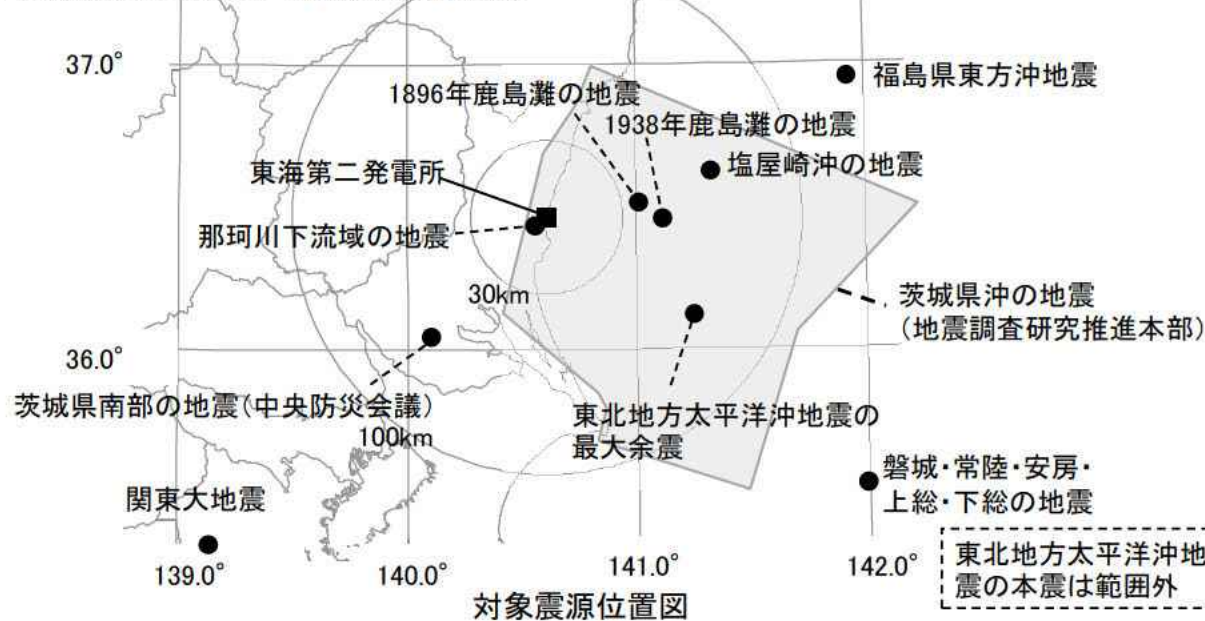 37.0°
福島県東方沖地震
1896年鹿島灘の地震
1938年鹿島灘の地震
塩屋崎沖の地震
東海第二発電所
那珂川下流域の地震
30km
茨城県沖の地震
(地震調査研究推進本部)
36.0°
茨城県南部の地震(中央防災会議)
100km
東北地方太平洋沖地震の
最大余震
磐城・常陸・安房・
上総・下総の地震
関東大地震
139.0°
140.0°
141.0°
142.0°
東北地方太平洋沖地
震の本震は範囲外
対象震源位置図